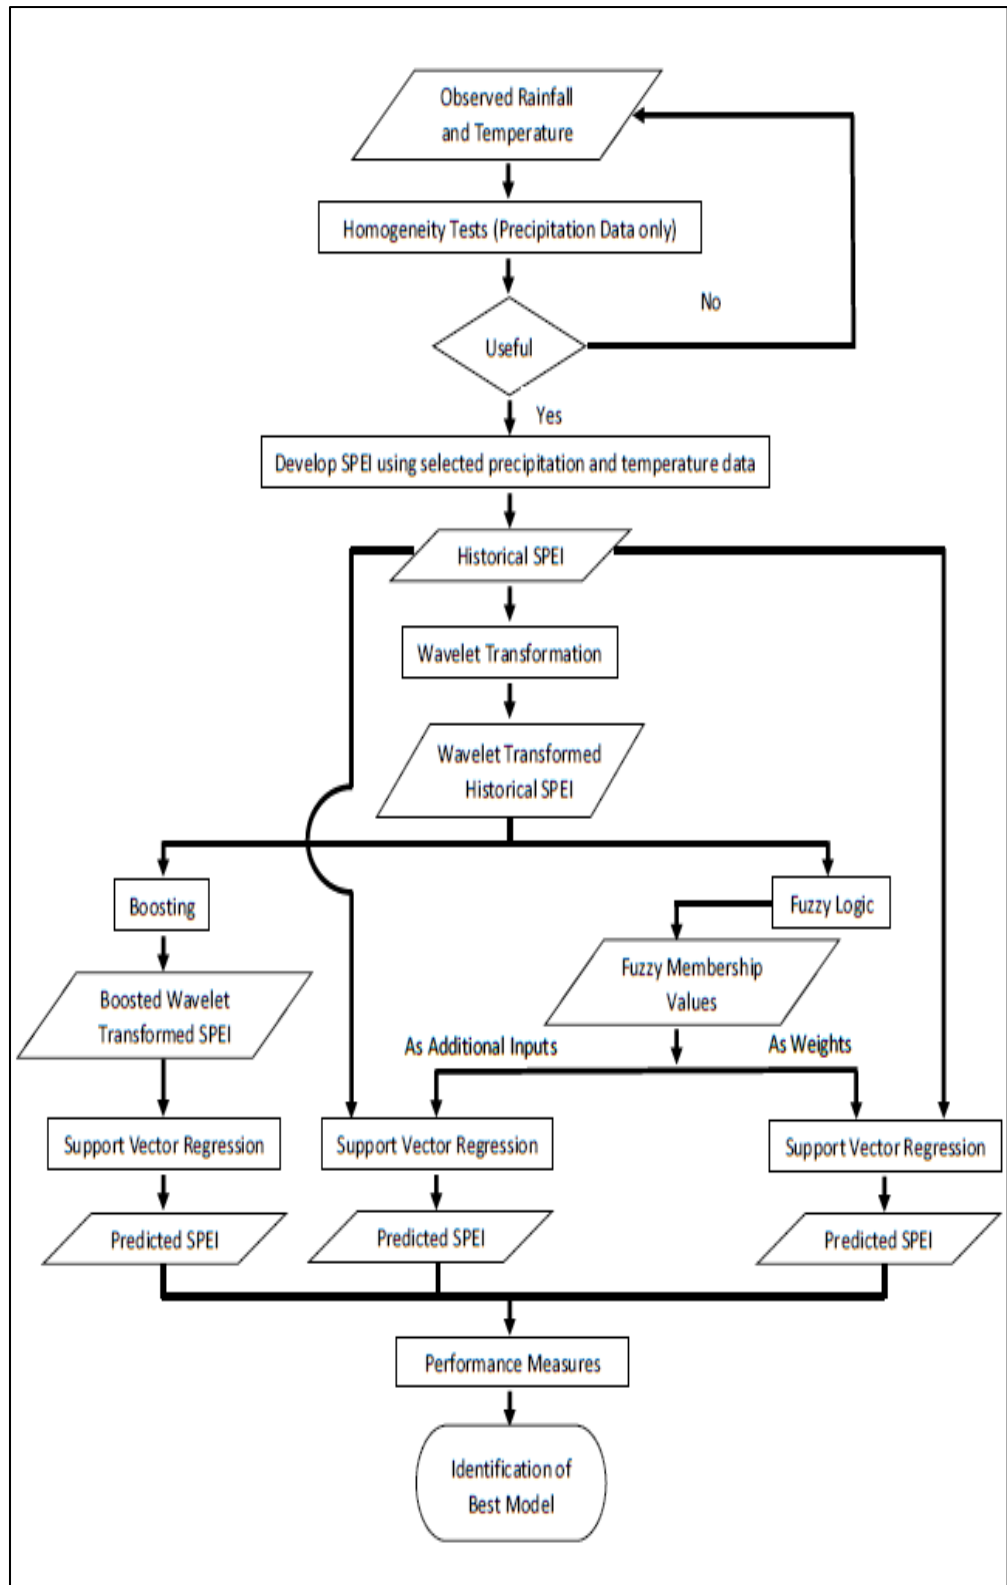 Observed Rainfall
and Temperature
Homogeneity Tests (Precipitation Data only)
No
Useful
Yes
Develop SPEI using selected precipitation and temperature data
Historical SPEI
Wavelet Transformation
Wavelet Transformed
Historical SPEI
Boosting
Fuzzy Logic
Fuzzy Membership
Values
Boosted Wavelet
Transformed SPEI
As Additional Inputs
As Weights
Support Vector Regression
Support Vector Regression
Support Vector Regression
Predicted SPEI
Predicted SPEI
Predicted SPEI
Performance Measures
Identification of
Best Model